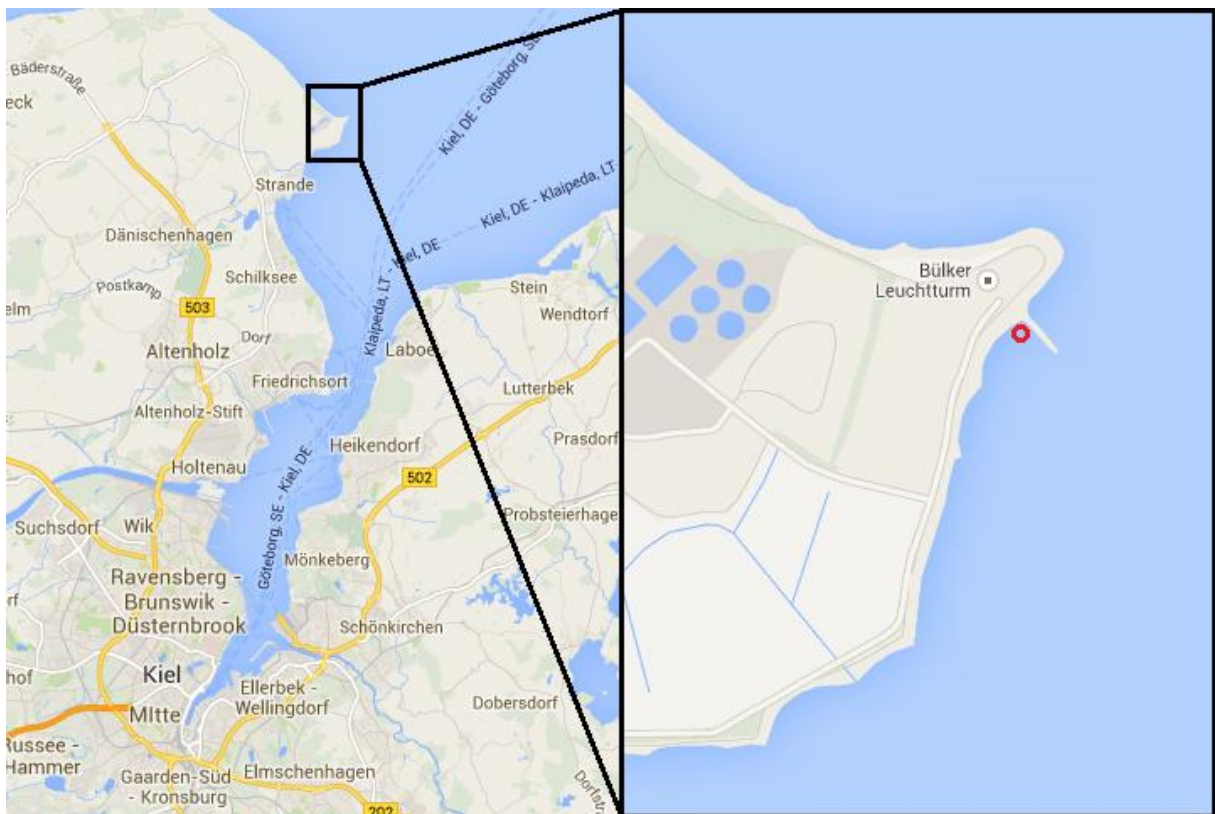 Bäderstraße
eck
Kiel, DE - Göteborg, SE
Kiel, DE - Klaipeda, LT
Strande
Dänischenhagen
Klaipeda, LT - Kiel, DE
Schilksee
Postkamp
Stein
elm
503
Wendtorf
Dorf
Altenholz
Laboe
Friedrichsort
Lutterbek
Altenholz-Stift
Heikendorf
Prasdorf
Holtenau
502
Göteborg, SE - Kiel, DE
Suchsdorf
Wik
Probsteierhage
Mönkeberg
Ravensberg -
Brunswik -
Düsternbrook
rf
Schönkirchen
hof
Kiel
Ellerbek -
Wellingdorf
Mitte
Dobersdorf
Russee -
Hammer
Gaarden-Süd
- Kronsburg
Elmschenhagen
Dorfstr
202
Bülker
Leuchtturm